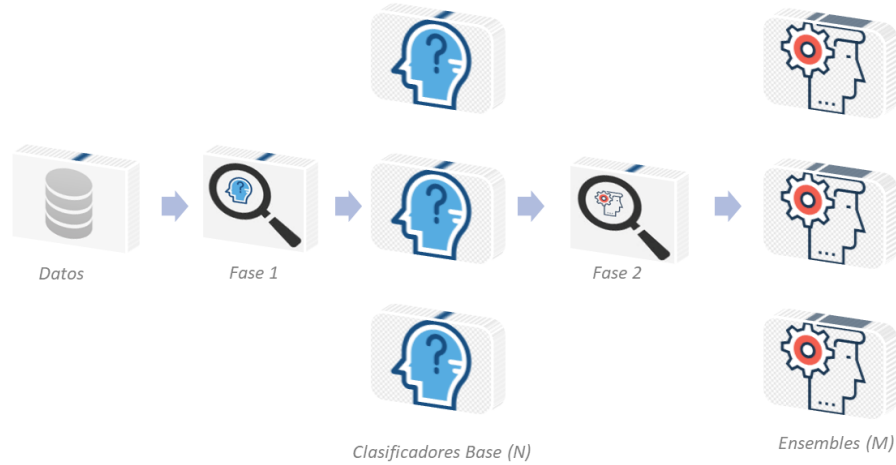 Datos
Fase 1
Fase 2
Clasificadores Base (N)
Ensembles (M)